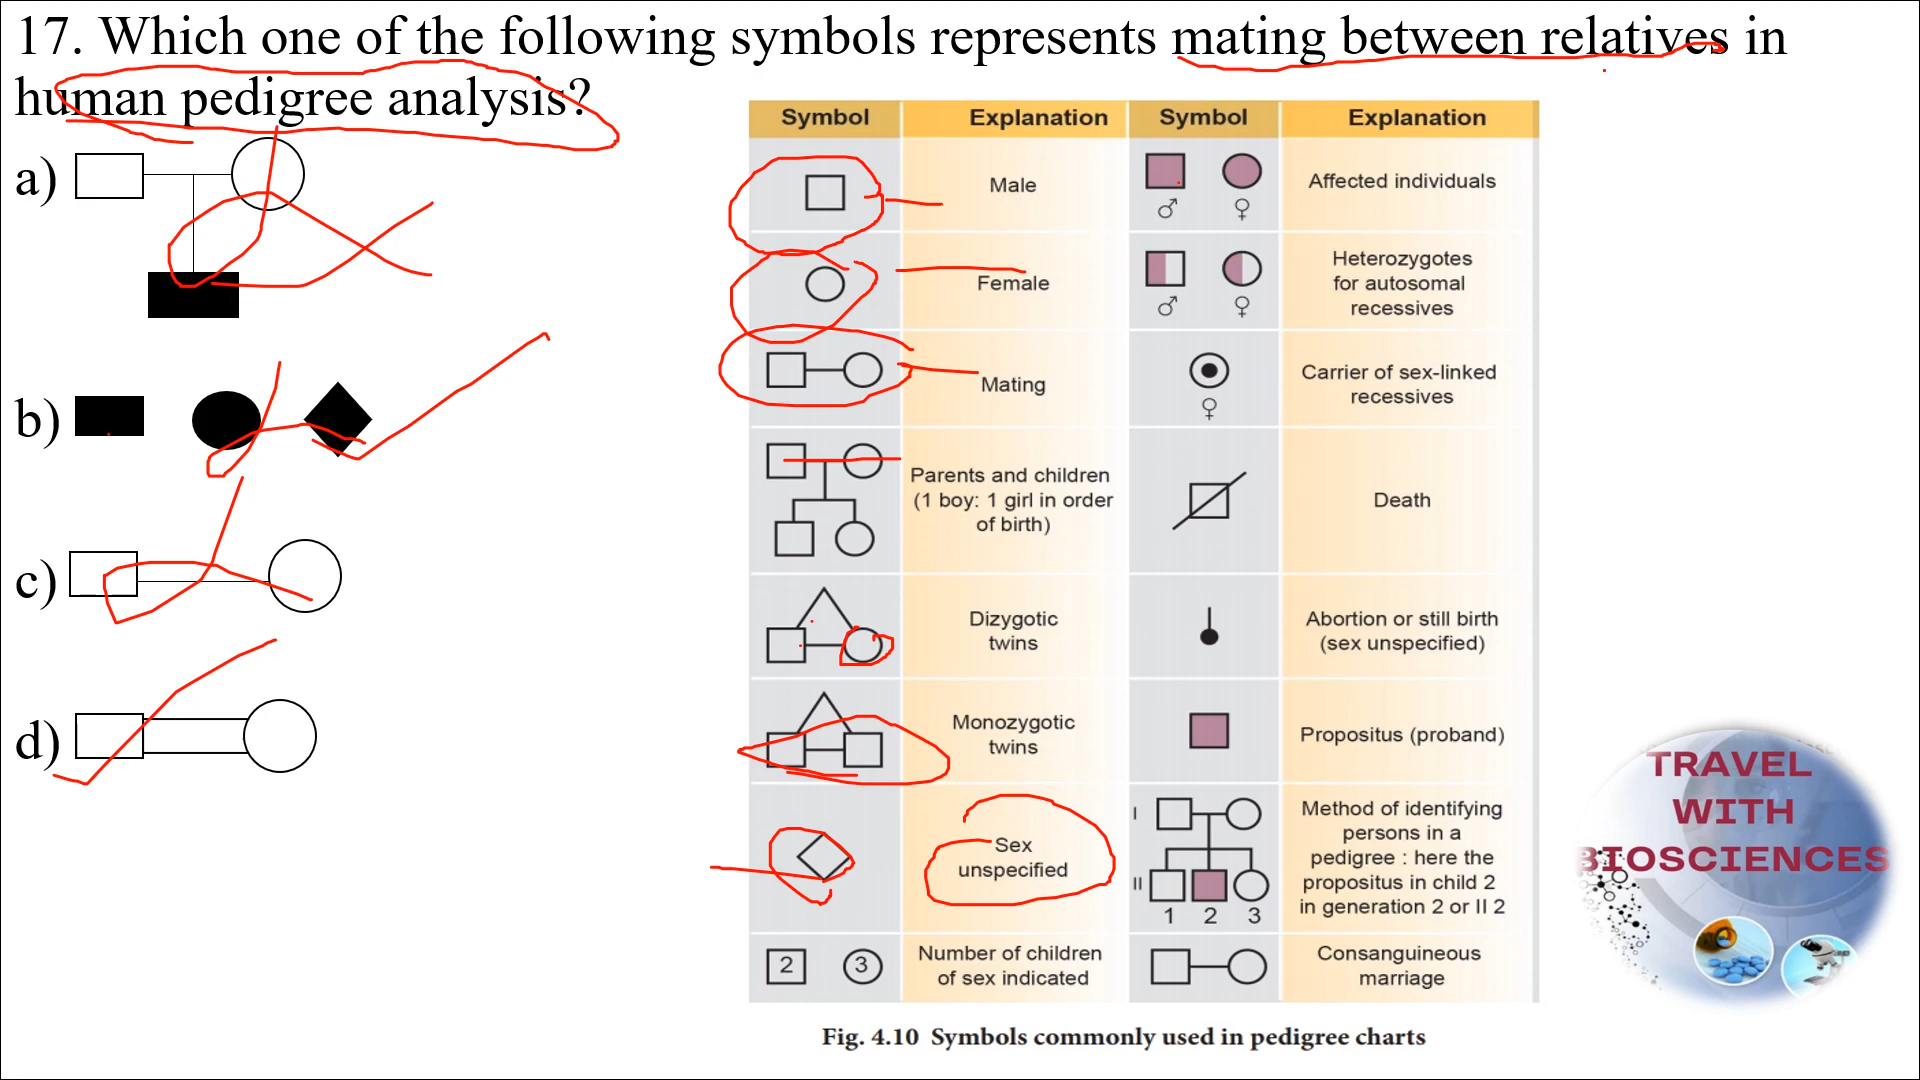 17. Which one of the following symbols represents mating between relatives in
human pedigree analysis?
a)
b)
c)
d)
Symbol Explanation Symbol Explanation
Male
♂ ♀
Affected individuals
Female
♂ ♀
Heterozygotes
for autosomal
recessives
Mating
♀
Carrier of sex-linked
recessives
Parents and children
(1 boy: 1 girl in order
of birth)
Death
Dizygotic
twins
Abortion or still birth
(sex unspecified)
Monozygotic
twins
Propositus (proband)
Sex
unspecified
I
II
1 2 3
Method of identifying
persons in a
pedigree : here the
propositus in child 2
in generation 2 or II 2
2 3
Number of children
of sex indicated
Consanguineous
marriage
Fig. 4.10 Symbols commonly used in pedigree charts
TRAVEL
WITH
BIOSCIENCES